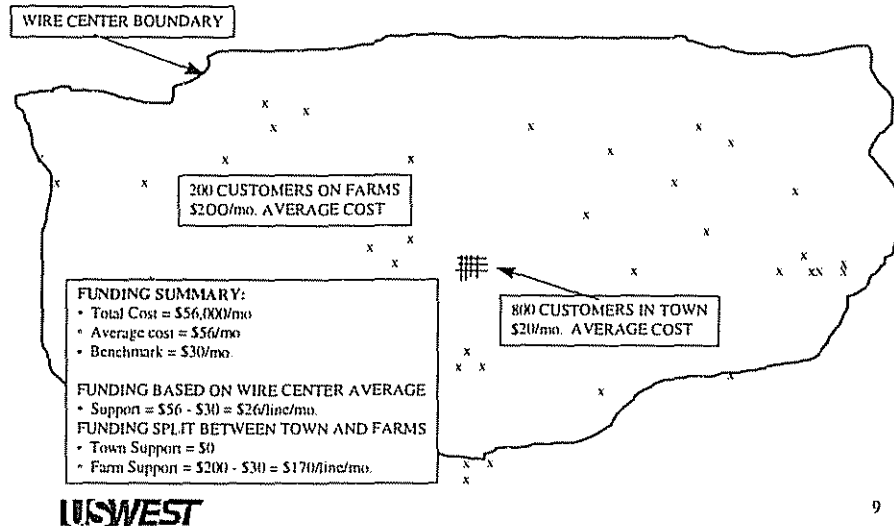 WIRE CENTER BOUNDARY
200 CUSTOMERS ON FARMS
$200/mo. AVERAGE COST
800 CUSTOMERS IN TOWN
$20/mo. AVERAGE COST
FUNDING SUMMARY:
• Total Cost = $56,000/mo
• Average cost = $56/mo
• Benchmark = $30/mo.
FUNDING BASED ON WIRE CENTER AVERAGE
• Support = $56 - $30 = $26/line/mo.
FUNDING SPLIT BETWEEN TOWN AND FARMS
• Town Support = $0
• Farm Support = $200 - $30 = $170/line/mo.
USWEST
9